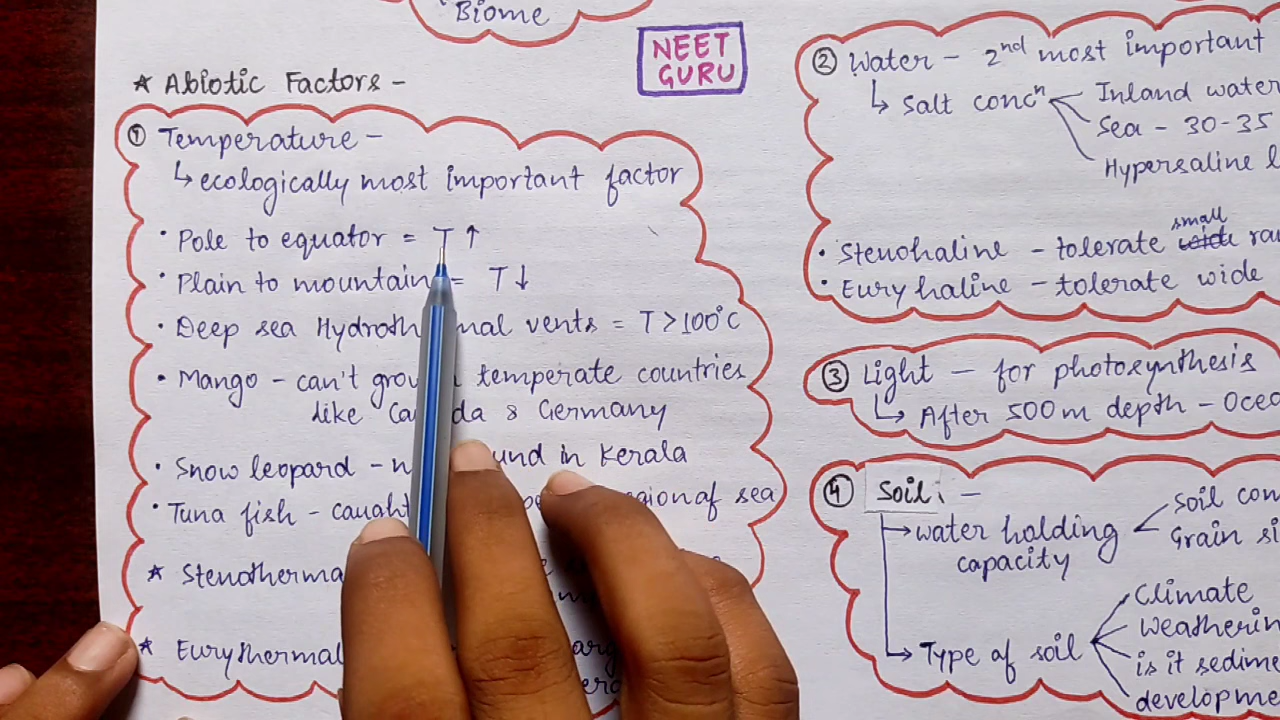 Biome
NEET
GURU
★ Abiotic Factors -
① Temperature -
↳ ecologically most important factor
• Pole to equator = T ↑
• Plain to mountain = T↓
• Deep sea Hydroth mal vents = T > 100°C
• Mango - can't grow temperate countries
like Ca da & Germany
• Snow leopard - und in Kerala
• Tuna fish - caught gion of sea
★ Stenotherma
★ Eurythermal
② Water - 2nd most important
↳ Salt concn Inland water
Sea - 30-35
Hypersaline
• Stenohaline - tolerate small
• Euryhaline - tolerate wide
③ Light - for photosynthesis
↳ After 500m depth - Ocea
④ Soil: -
→ water holding capacity Soil com
Grain si
→ Type of soil Climate
Weatherin
is it sedime
developme